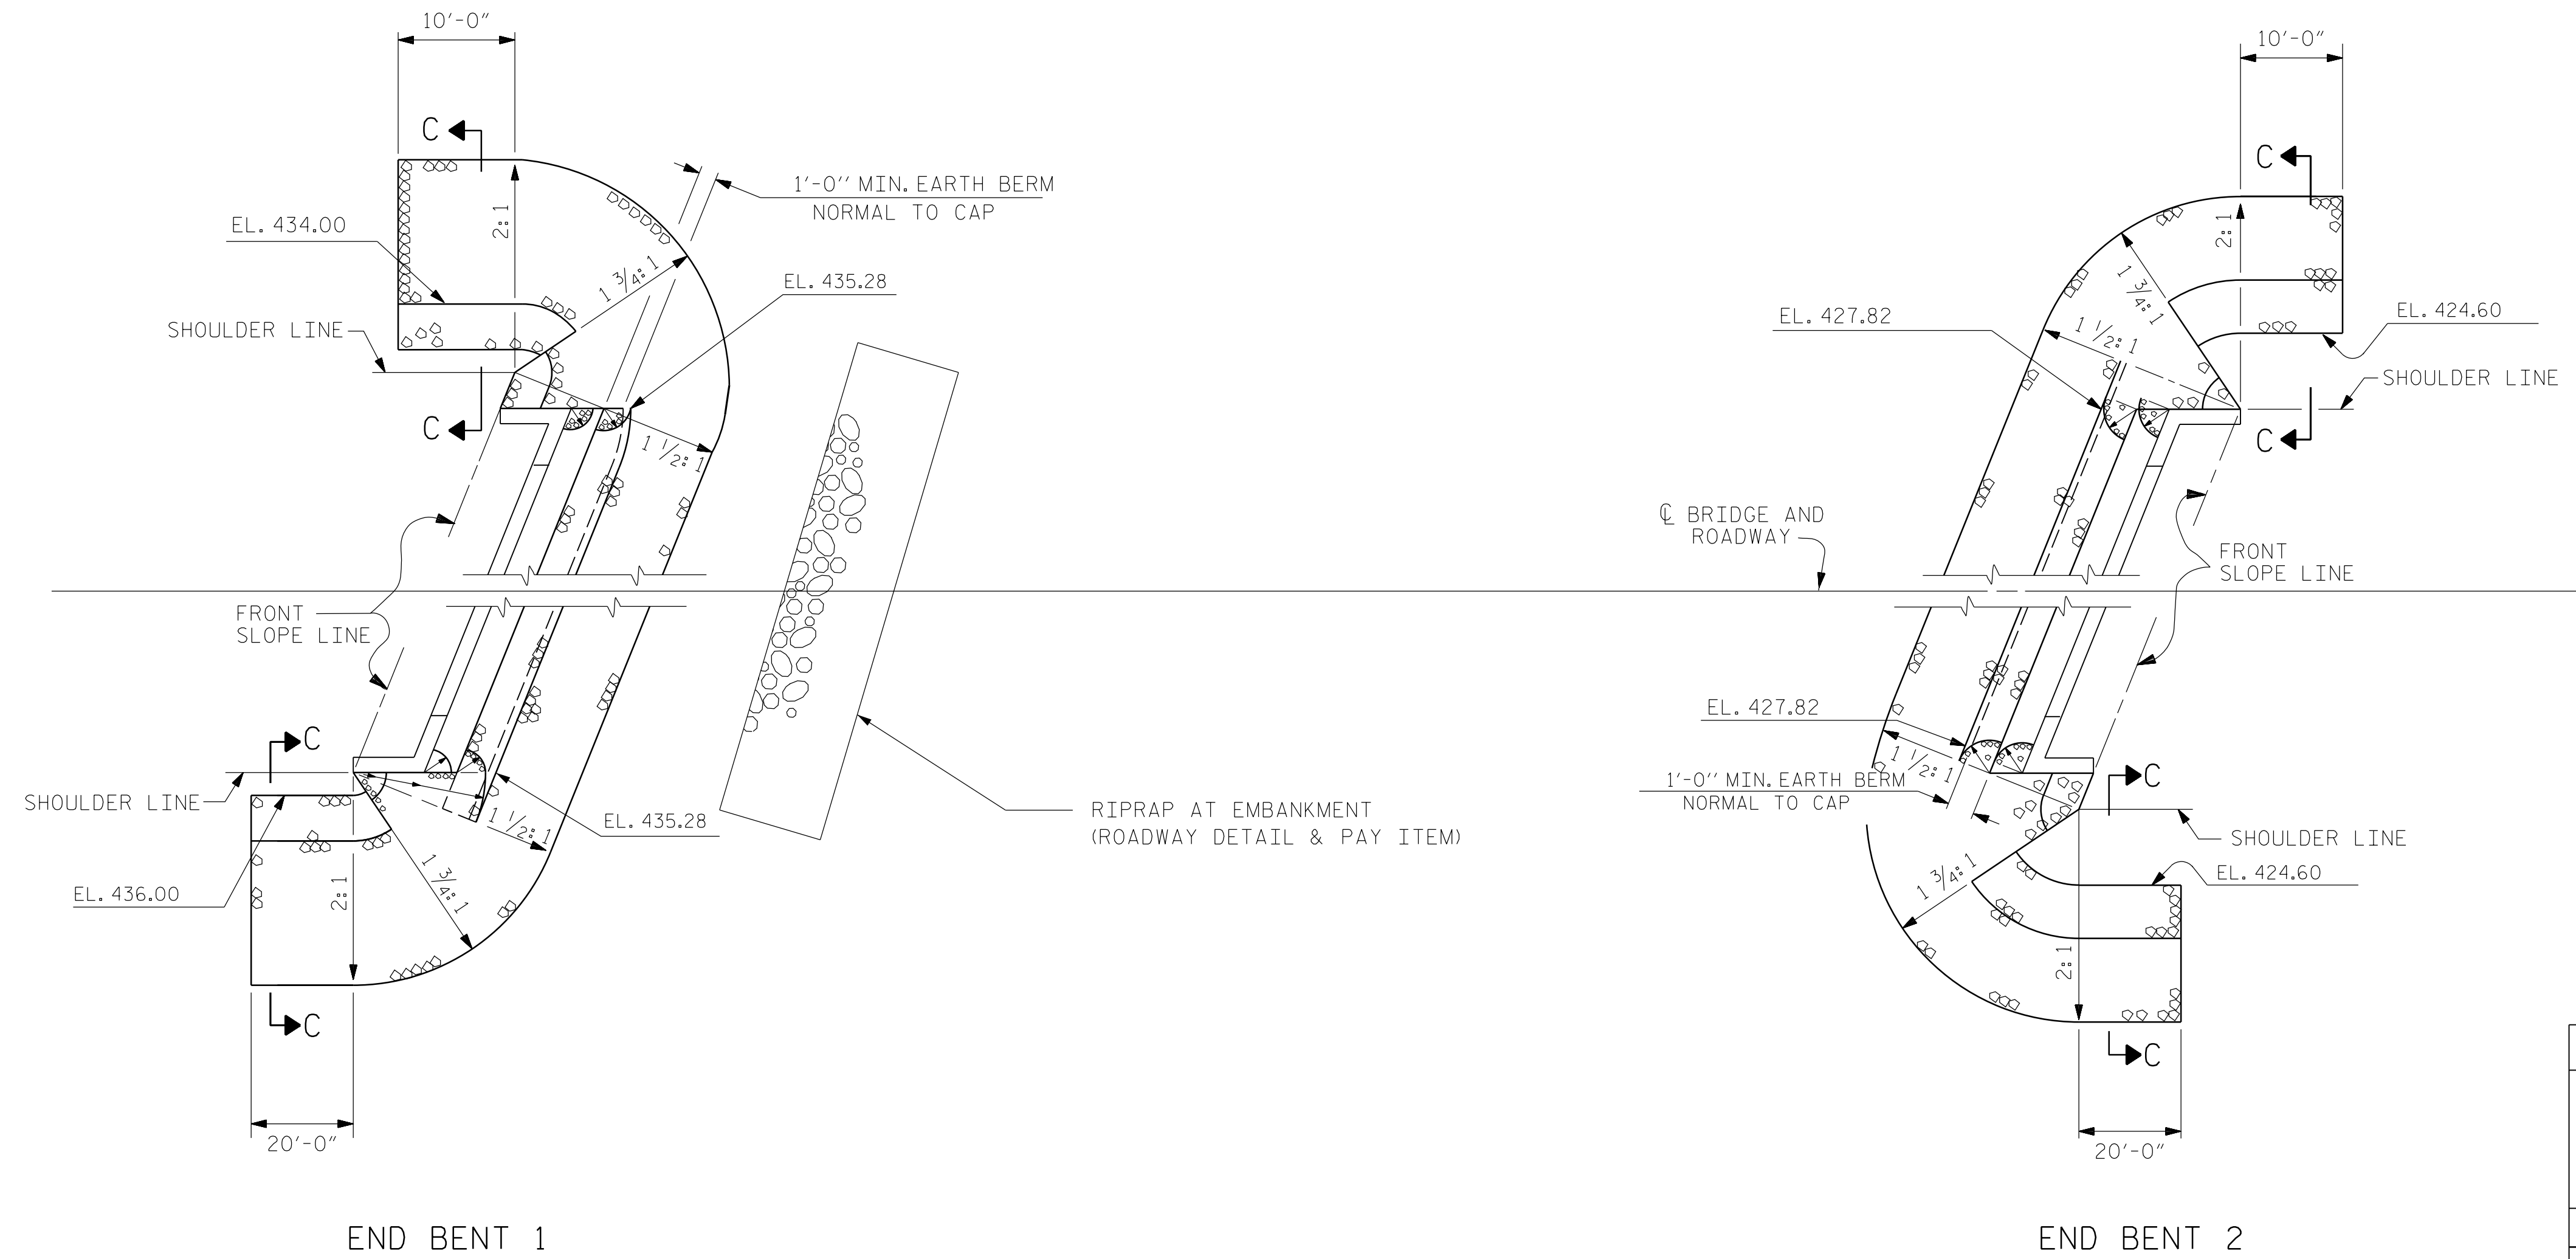 10'-0"
C
2:1
EL. 434.00
SHOULDER LINE
C
1'-0" MIN. EARTH BERM
NORMAL TO CAP
1 3/4:1
EL. 435.28
1 1/2:1
FRONT
SLOPE LINE
C
SHOULDER LINE
EL. 436.00
2:1
1 3/4:1
1 1/2:1
EL. 435.28
C
20'-0"
RIPRAP AT EMBANKMENT
(ROADWAY DETAIL & PAY ITEM)
END BENT 1
10'-0"
C
2:1
1 3/4:1
EL. 427.82
1 1/2:1
EL. 424.60
SHOULDER LINE
C
℄ BRIDGE AND
ROADWAY
FRONT
SLOPE LINE
EL. 427.82
1 1/2:1
1'-0" MIN. EARTH BERM
NORMAL TO CAP
C
SHOULDER LINE
1 3/4:1
EL. 424.60
2:1
C
20'-0"
END BENT 2